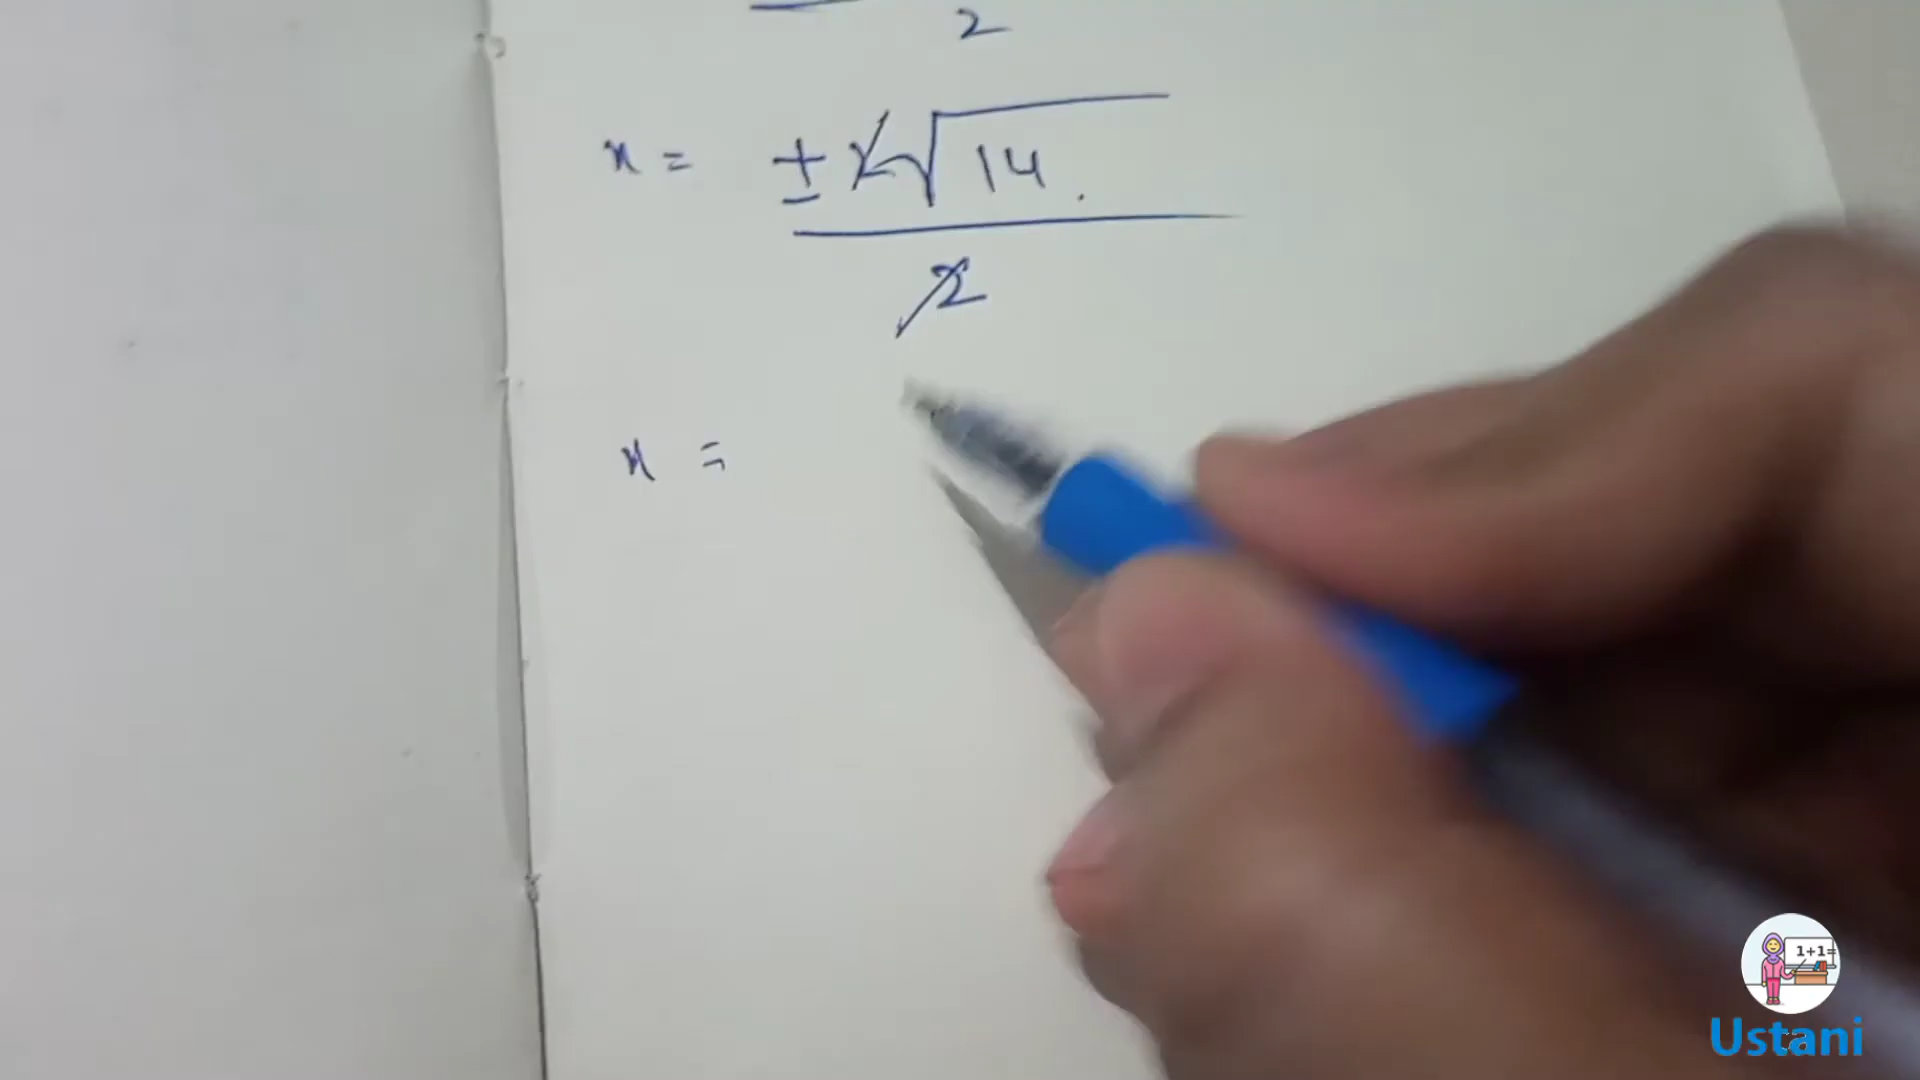 2
x = ± 2√14
2
x =
1+1=
Ustani